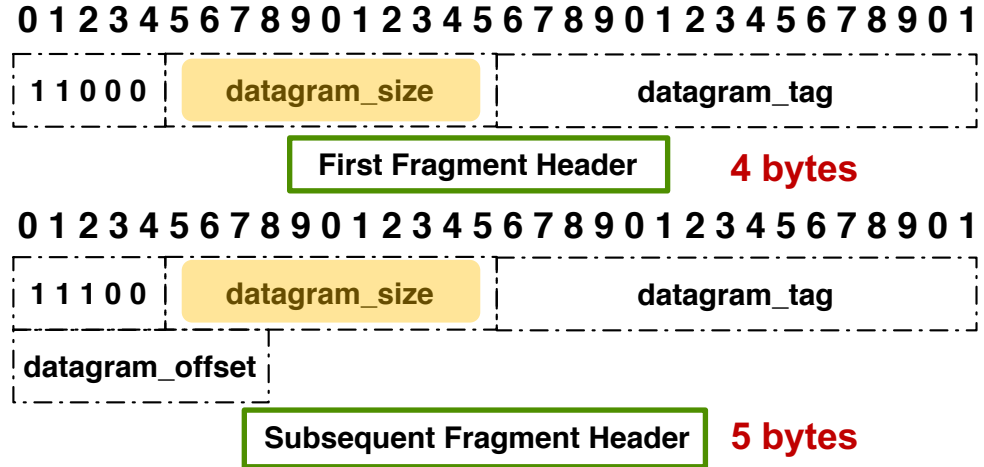 0 1 2 3 4 5 6 7 8 9 0 1 2 3 4 5 6 7 8 9 0 1 2 3 4 5 6 7 8 9 0 1
1 1 0 0 0 datagram_size datagram_tag
First Fragment Header 4 bytes
0 1 2 3 4 5 6 7 8 9 0 1 2 3 4 5 6 7 8 9 0 1 2 3 4 5 6 7 8 9 0 1
1 1 1 0 0 datagram_size datagram_tag
datagram_offset
Subsequent Fragment Header 5 bytes